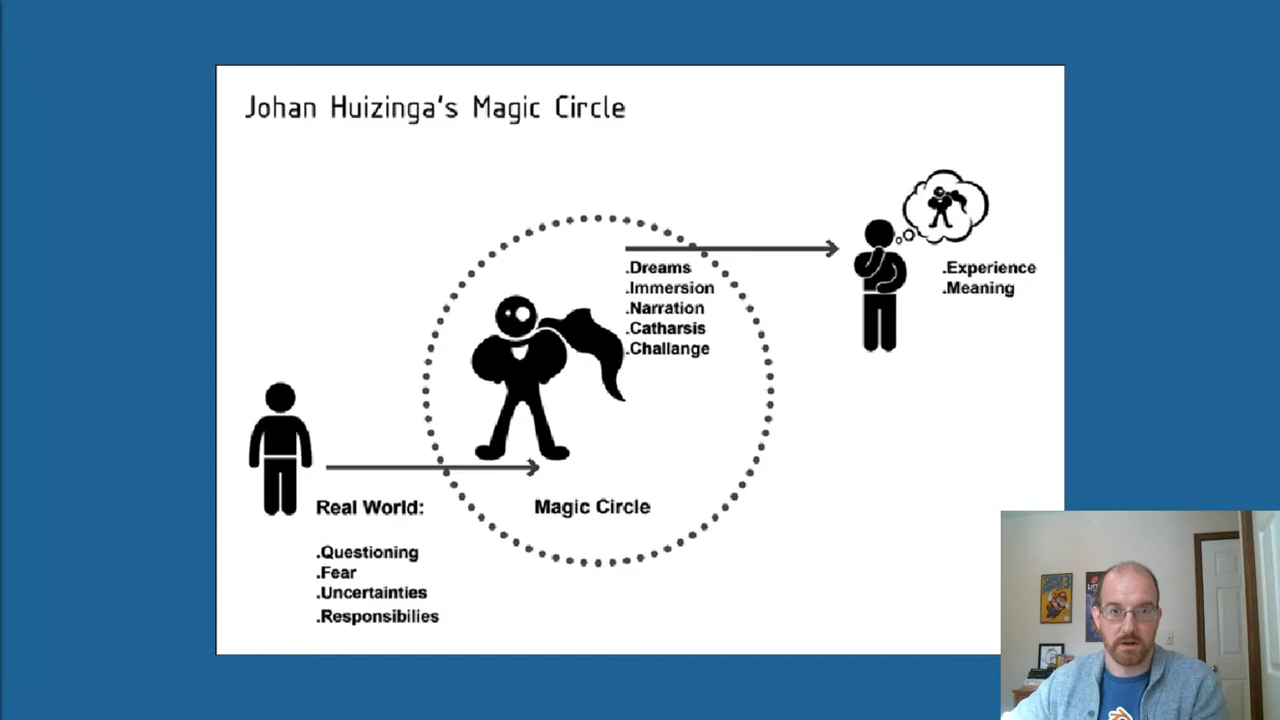 Johan Huizinga's Magic Circle
.Dreams
.Immersion
.Narration
.Catharsis
.Challange
.Experience
.Meaning
Real World:
.Questioning
.Fear
.Uncertainties
.Responsibilies
Magic Circle